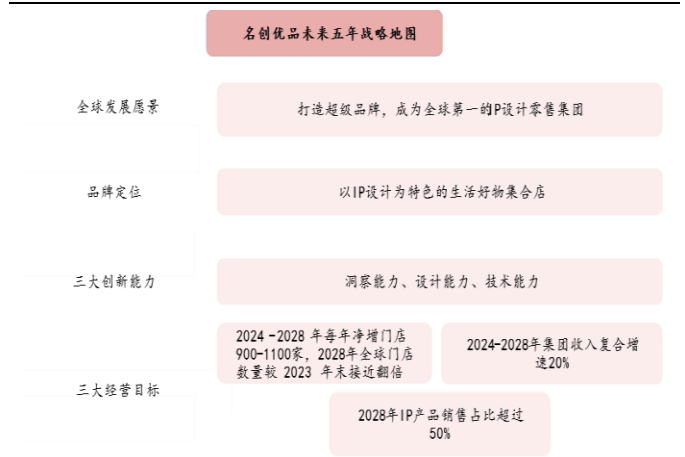 名创优品未来五年战略地图
全球发展愿景
打造超级品牌，成为全球第一的IP设计零售集团
品牌定位
以IP设计为特色的生活好物集合店
三大创新能力
洞察能力、设计能力、技术能力
三大经营目标
2024-2028 年每年净增门店
900-1100家，2028年全球门店
数量较 2023 年末接近翻倍
2024-2028年集团收入复合增
速20%
2028年IP产品销售占比超过
50%